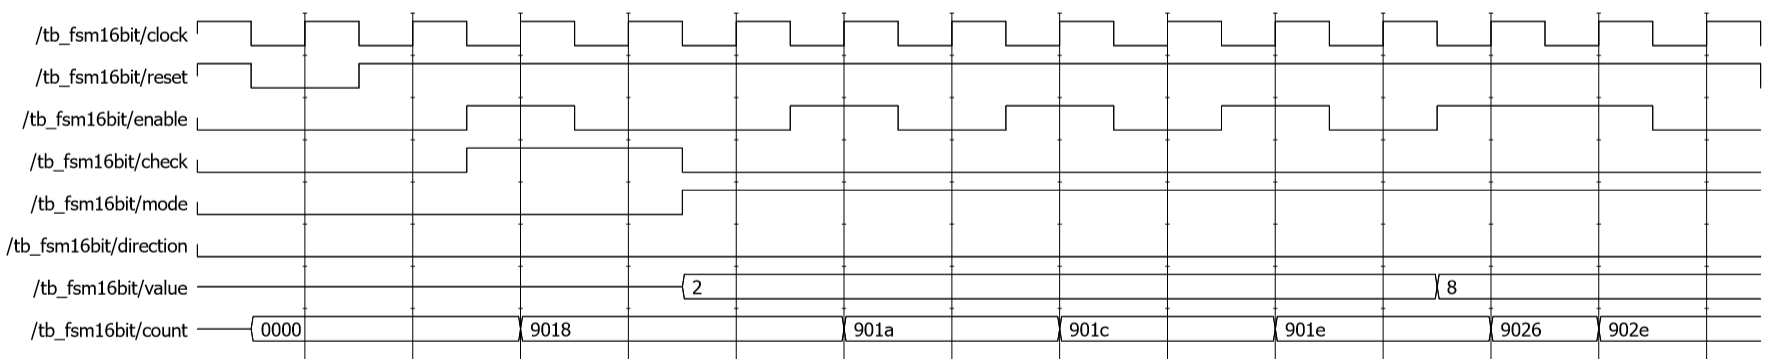 /tb_fsm16bit/clock
/tb_fsm16bit/reset
/tb_fsm16bit/enable
/tb_fsm16bit/check
/tb_fsm16bit/mode
/tb_fsm16bit/direction
/tb_fsm16bit/value 2 8
/tb_fsm16bit/count 0000 9018 901a 901c 901e 9026 902e